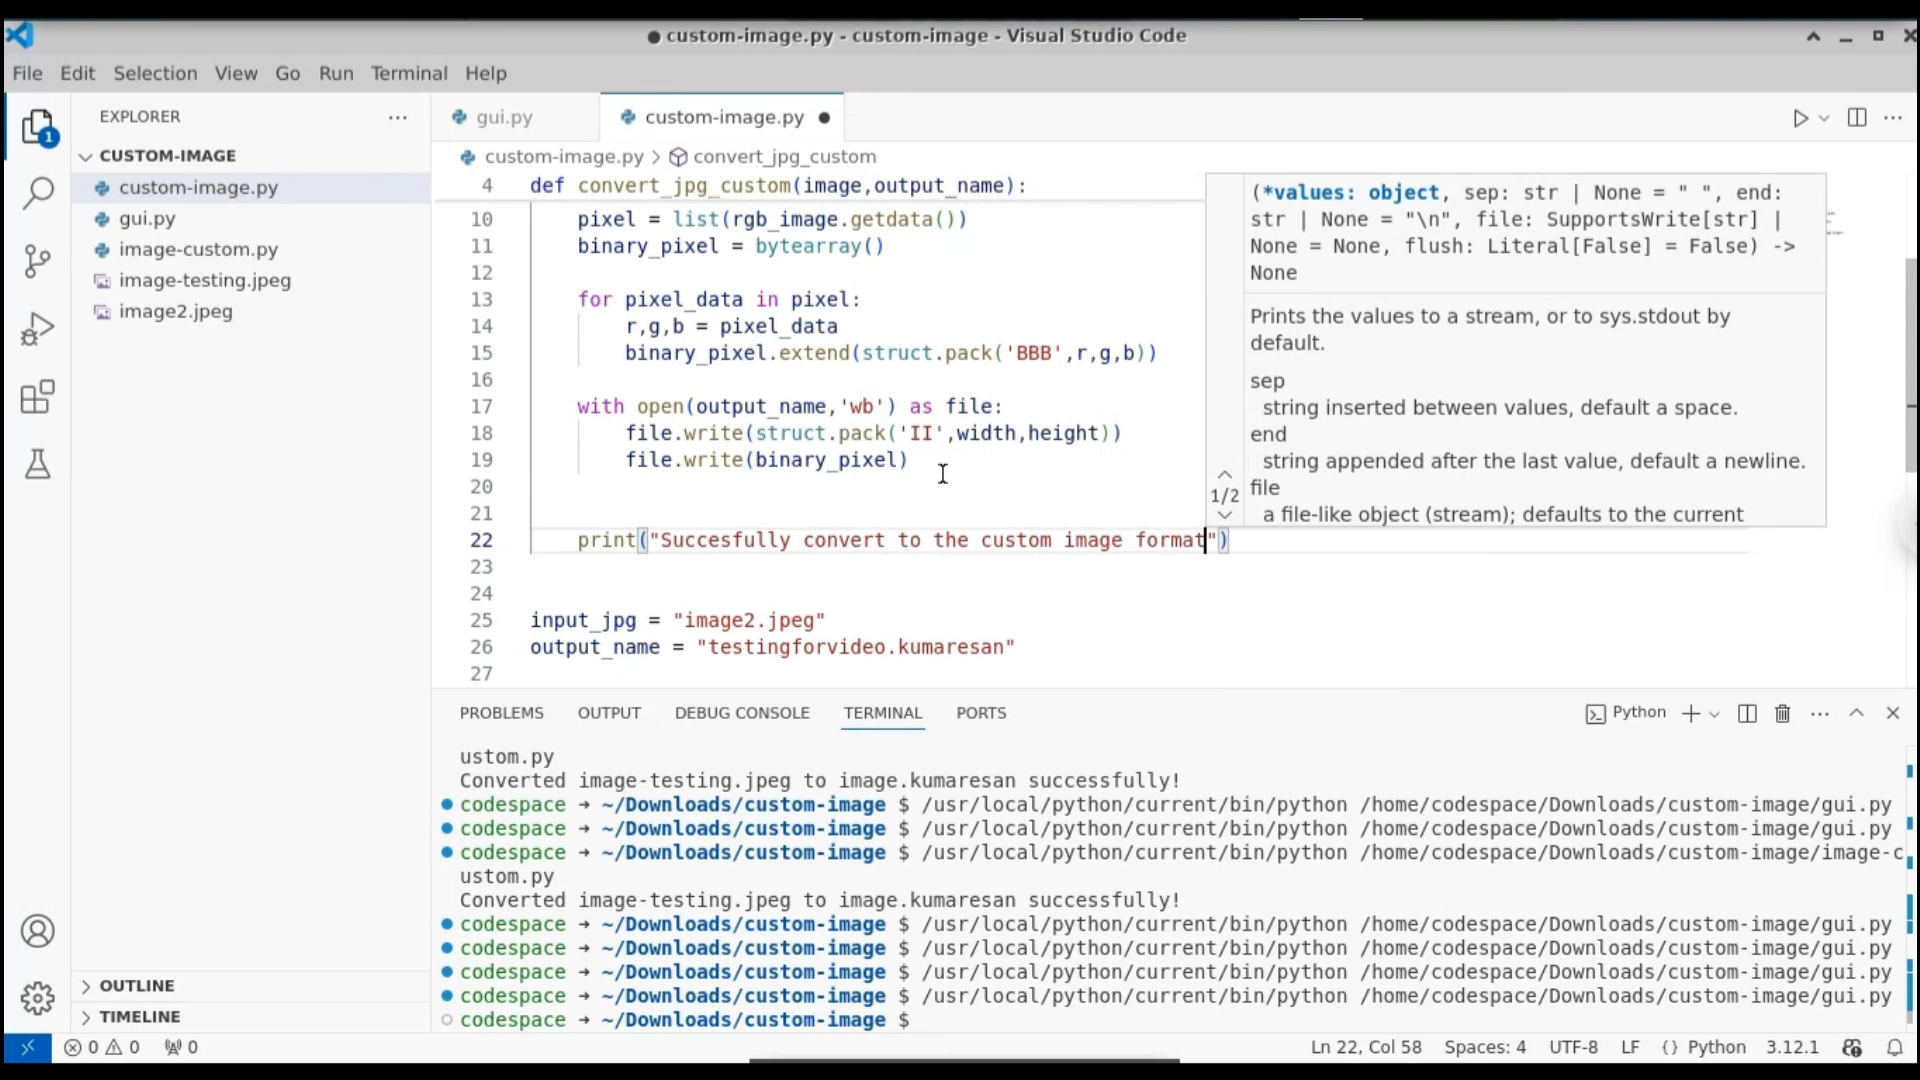 custom-image.py - custom-image - Visual Studio Code
File Edit Selection View Go Run Terminal Help
EXPLORER
1
CUSTOM-IMAGE
custom-image.py
gui.py
image-custom.py
image-testing.jpeg
image2.jpeg
OUTLINE
TIMELINE
gui.py custom-image.py
custom-image.py > convert_jpg_custom
4 def convert_jpg_custom(image,output_name):
10 pixel = list(rgb_image.getdata())
11 binary_pixel = bytearray()
12
13 for pixel_data in pixel:
14 r,g,b = pixel_data
15 binary_pixel.extend(struct.pack('BBB',r,g,b))
16
17 with open(output_name,'wb') as file:
18 file.write(struct.pack('II',width,height))
19 file.write(binary_pixel)
20
21
22 print("Succesfully convert to the custom image format")
23
24
25 input_jpg = "image2.jpeg"
26 output_name = "testingforvideo.kumaresan"
27
(*values: object, sep: str | None = " ", end:
str | None = "\n", file: SupportsWrite[str] |
None = None, flush: Literal[False] = False) ->
None
Prints the values to a stream, or to sys.stdout by
default.
sep
string inserted between values, default a space.
end
string appended after the last value, default a newline.
file
a file-like object (stream); defaults to the current
1/2
PROBLEMS OUTPUT DEBUG CONSOLE TERMINAL PORTS
Python
ustom.py
Converted image-testing.jpeg to image.kumaresan successfully!
codespace → ~/Downloads/custom-image $ /usr/local/python/current/bin/python /home/codespace/Downloads/custom-image/gui.py
codespace → ~/Downloads/custom-image $ /usr/local/python/current/bin/python /home/codespace/Downloads/custom-image/gui.py
codespace → ~/Downloads/custom-image $ /usr/local/python/current/bin/python /home/codespace/Downloads/custom-image/image-c
ustom.py
Converted image-testing.jpeg to image.kumaresan successfully!
codespace → ~/Downloads/custom-image $ /usr/local/python/current/bin/python /home/codespace/Downloads/custom-image/gui.py
codespace → ~/Downloads/custom-image $ /usr/local/python/current/bin/python /home/codespace/Downloads/custom-image/gui.py
codespace → ~/Downloads/custom-image $ /usr/local/python/current/bin/python /home/codespace/Downloads/custom-image/gui.py
codespace → ~/Downloads/custom-image $ /usr/local/python/current/bin/python /home/codespace/Downloads/custom-image/gui.py
codespace → ~/Downloads/custom-image $
0 0 0 Ln 22, Col 58 Spaces: 4 UTF-8 LF {} Python 3.12.1